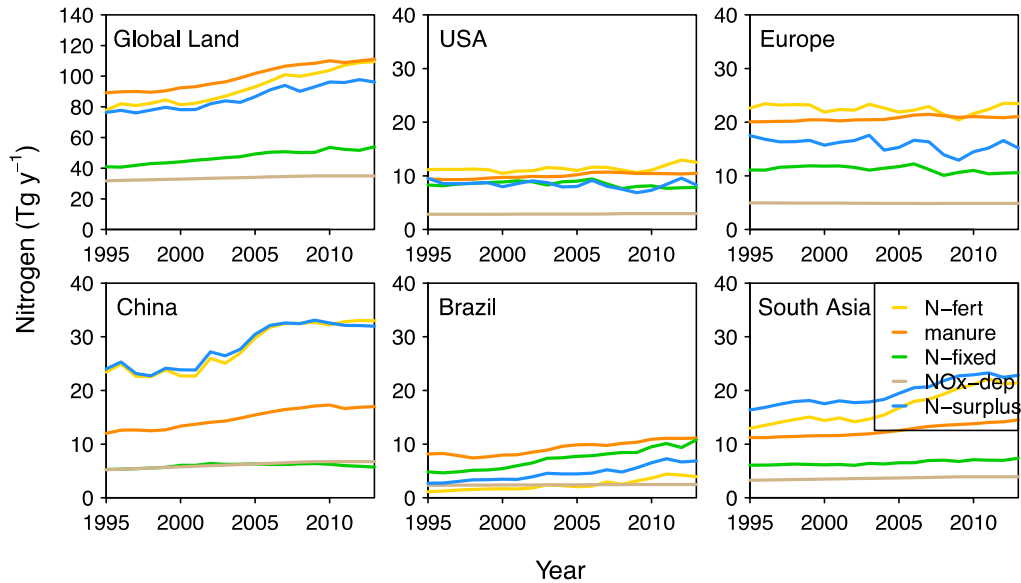 Global Land
USA
Europe
140
120
100
80
60
40
20
0
40
30
20
10
0
40
30
20
10
0
1995 2000 2005 2010
1995 2000 2005 2010
1995 2000 2005 2010
Nitrogen (Tg y⁻¹)
China
Brazil
South Asia
40
30
20
10
0
40
30
20
10
0
40
30
20
10
0
N−fert
manure
N−fixed
NOx−dep
N−surplus
1995 2000 2005 2010
1995 2000 2005 2010
1995 2000 2005 2010
Year